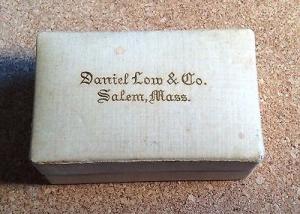 Daniel Low & Co.
Salem, Mass.